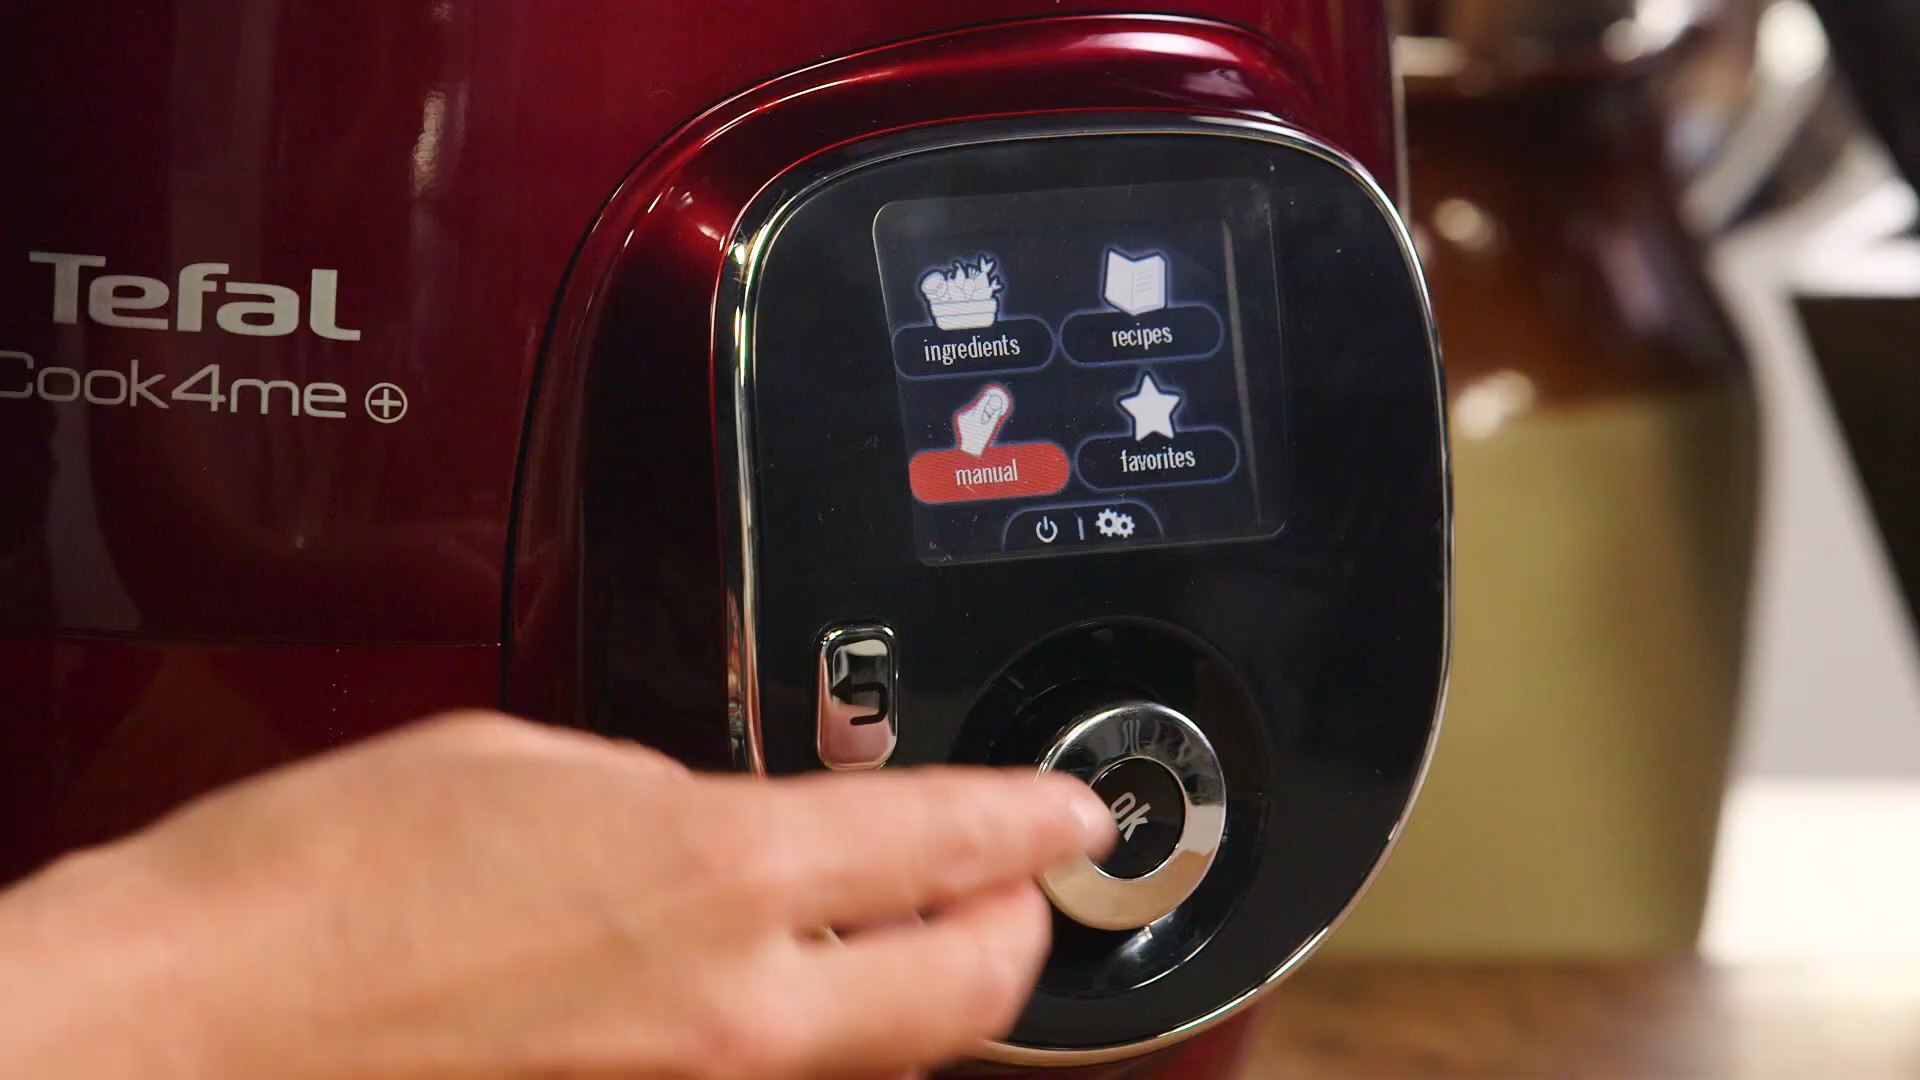 Tefal
Cook4me
ingredients
recipes
manual
favorites
ok